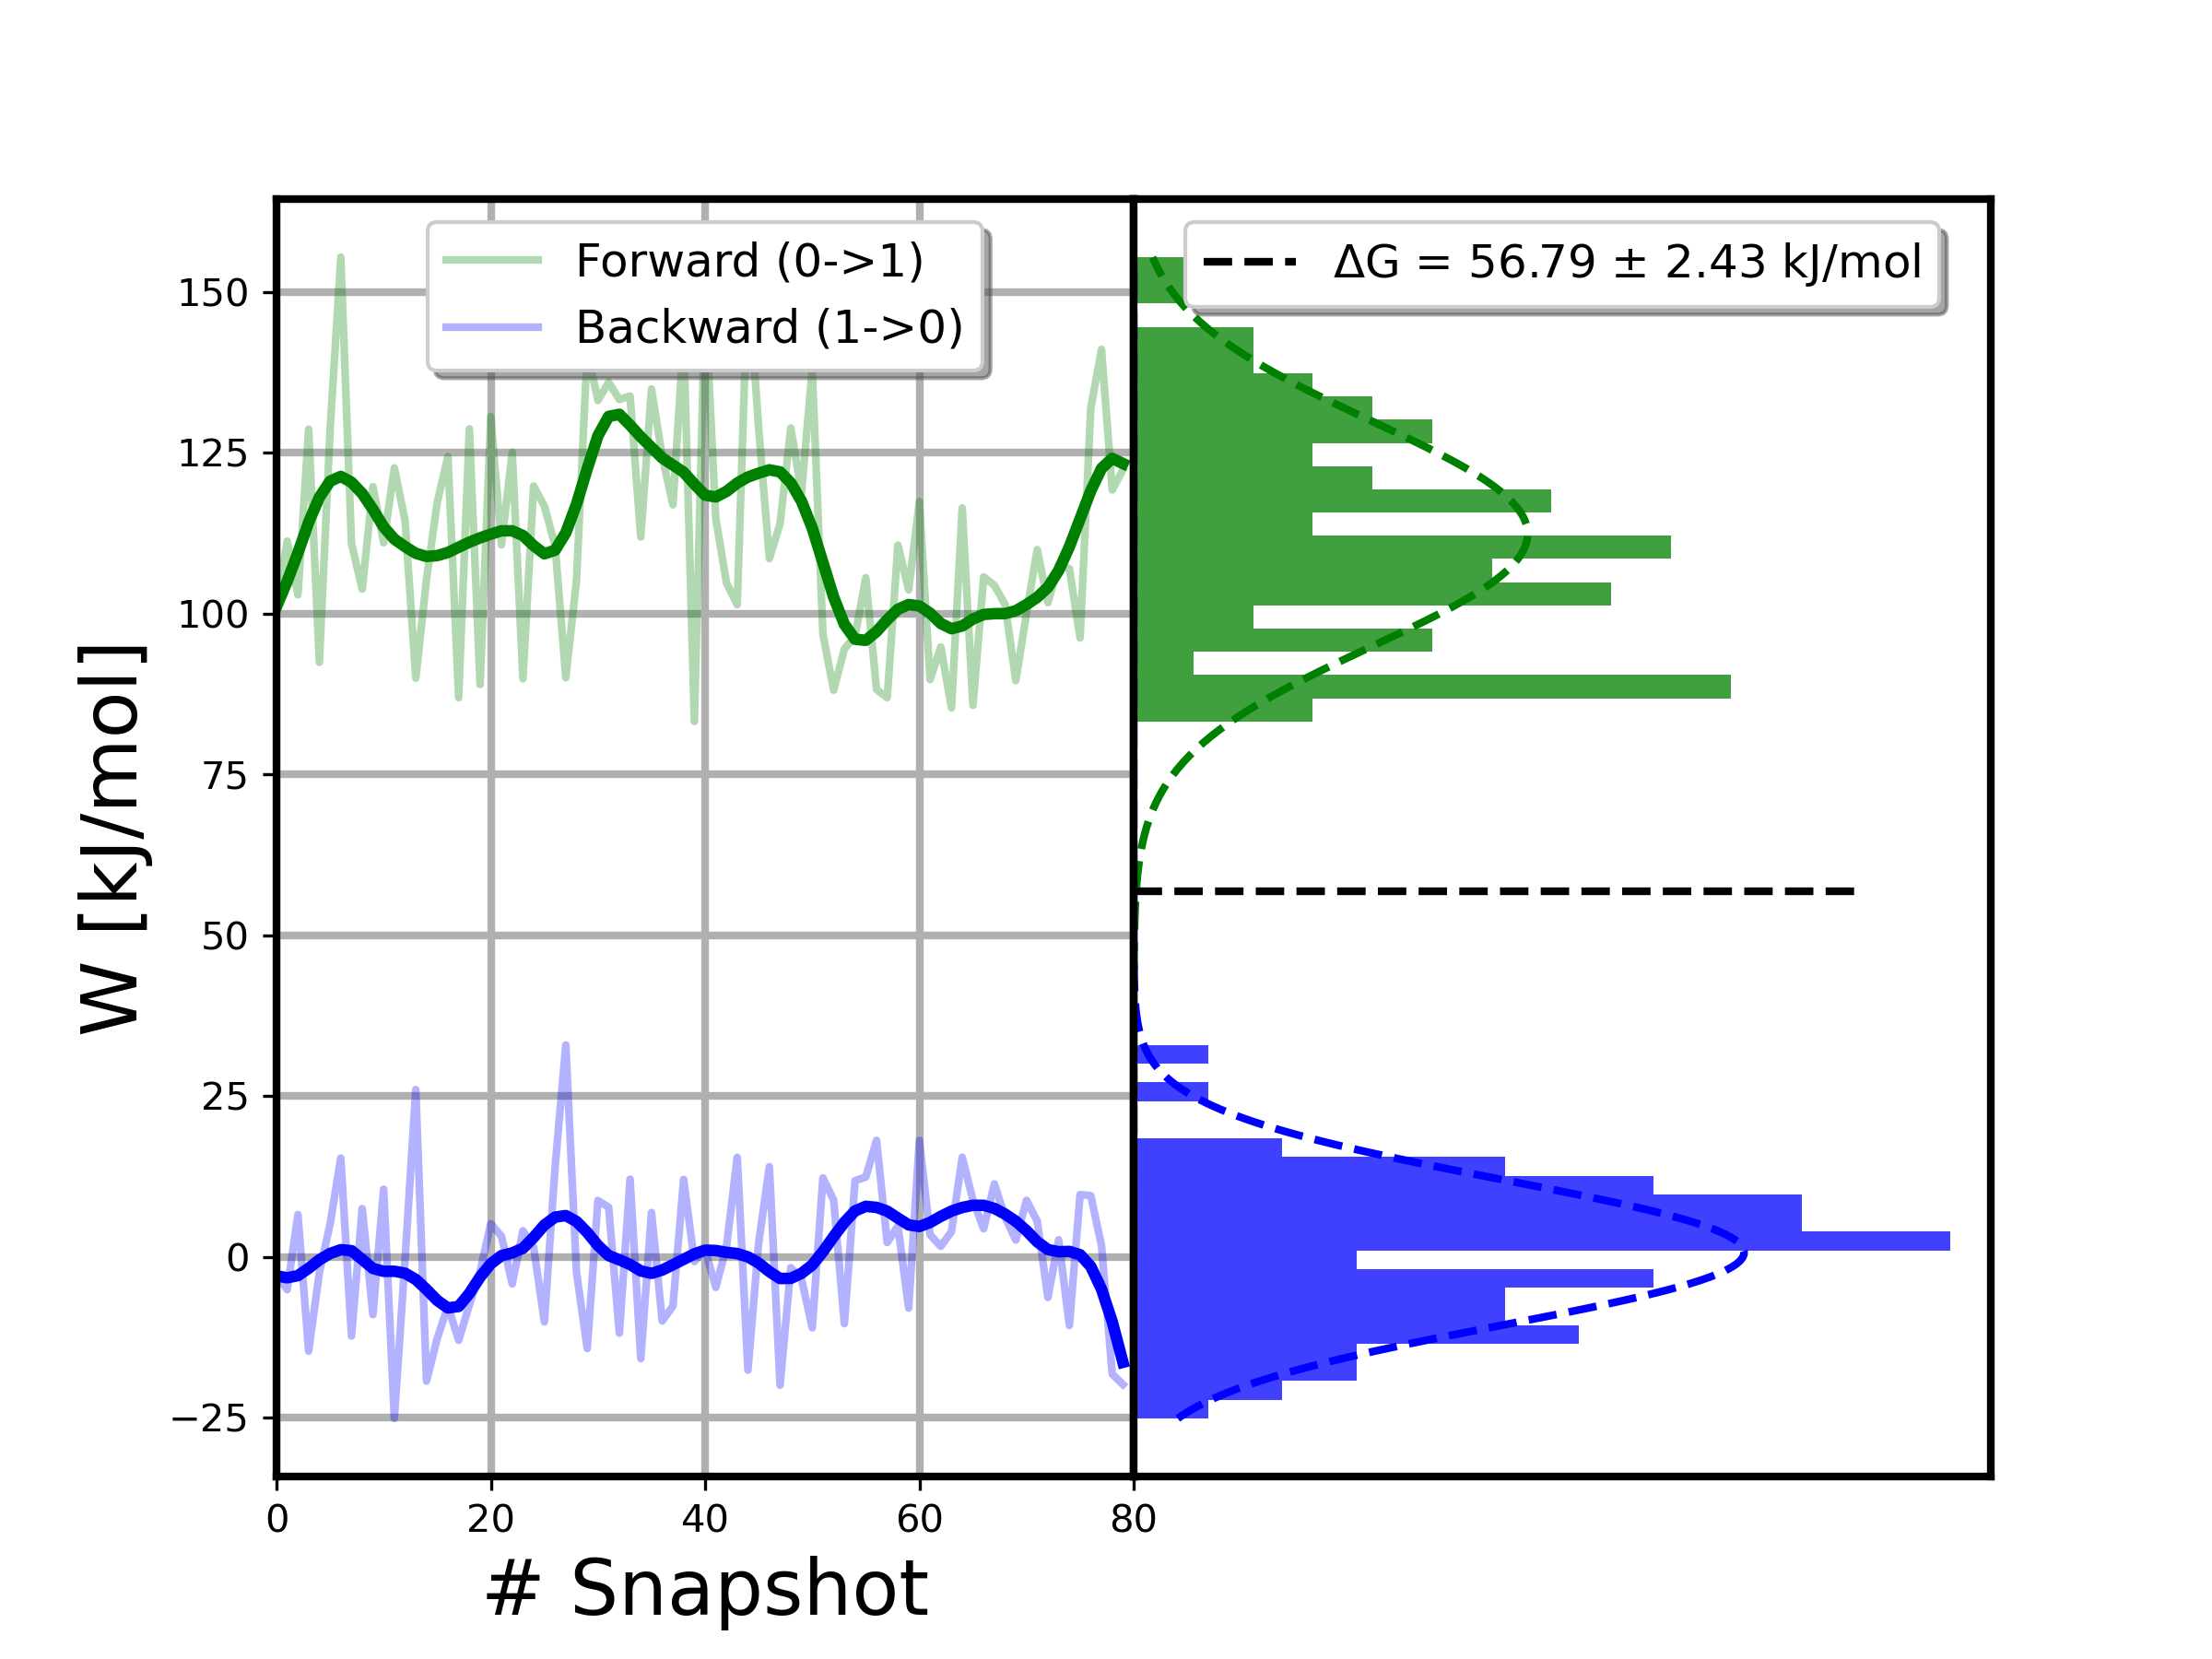 Forward (0->1)
Backward (1->0)
ΔG = 56.79 ± 2.43 kJ/mol
W [kJ/mol]
150
125
100
75
50
25
0
−25
0 20 40 60 80
# Snapshot